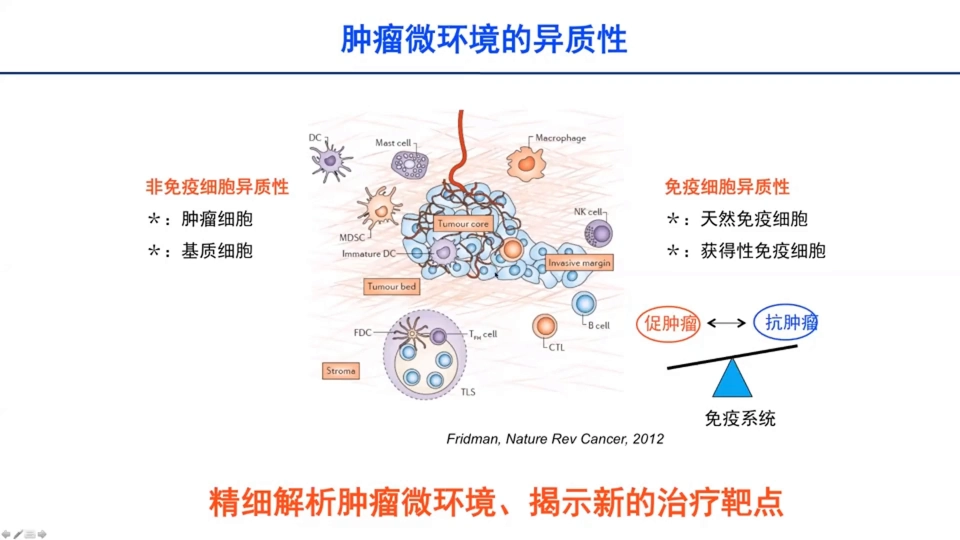 肿瘤微环境的异质性
非免疫细胞异质性
＊：肿瘤细胞
＊：基质细胞
DC
Mast cell
Macrophage
MDSC
Tumour core
NK cell
Immature DC
Invasive margin
Tumour bed
B cell
FDC
TFH cell
CTL
Stroma
TLS
免疫细胞异质性
＊：天然免疫细胞
＊：获得性免疫细胞
促肿瘤
抗肿瘤
免疫系统
Fridman, Nature Rev Cancer, 2012
精细解析肿瘤微环境、揭示新的治疗靶点